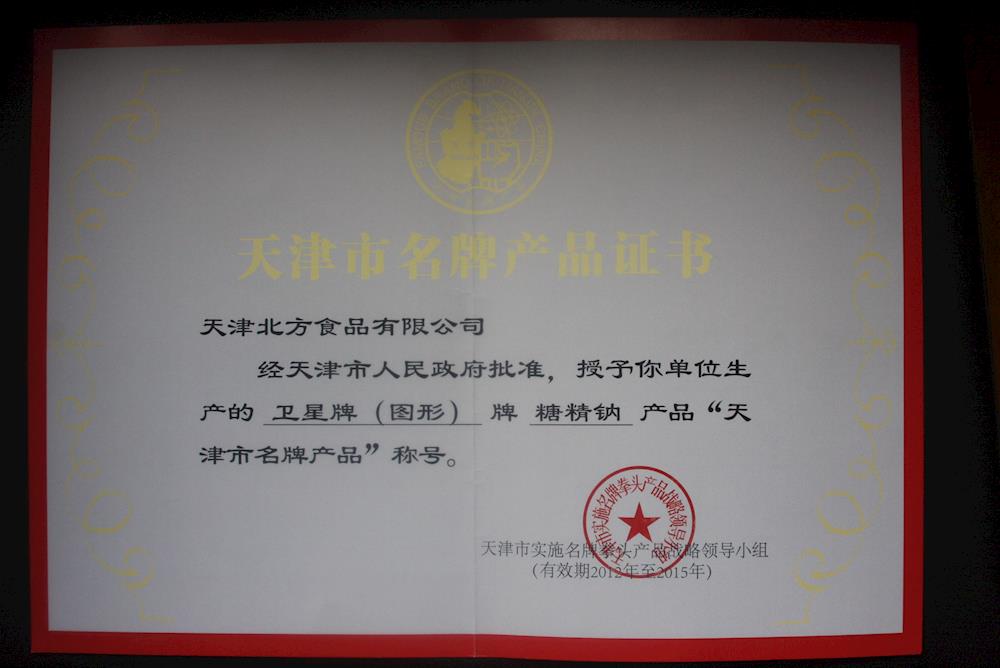 天津市名牌产品证书
天津北方食品有限公司
经天津市人民政府批准，授予你单位生
产的 卫星牌（图形） 牌 糖精钠 产品“天
津市名牌产品”称号。
天津市实施名牌拳头产品战略领导小组
(有效期2012年至2015年)